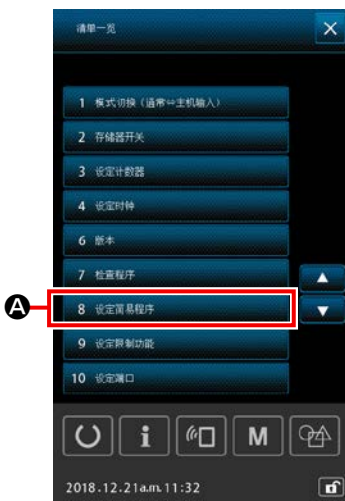 清单一览
1 模式切换（通常⇔主机输入）
2 存储器开关
3 设定计数器
4 设定时钟
6 版本
7 检查程序
A
8 设定简易程序
9 设定限制功能
10 设定端口
i M
2018.12.21a.m.11:32